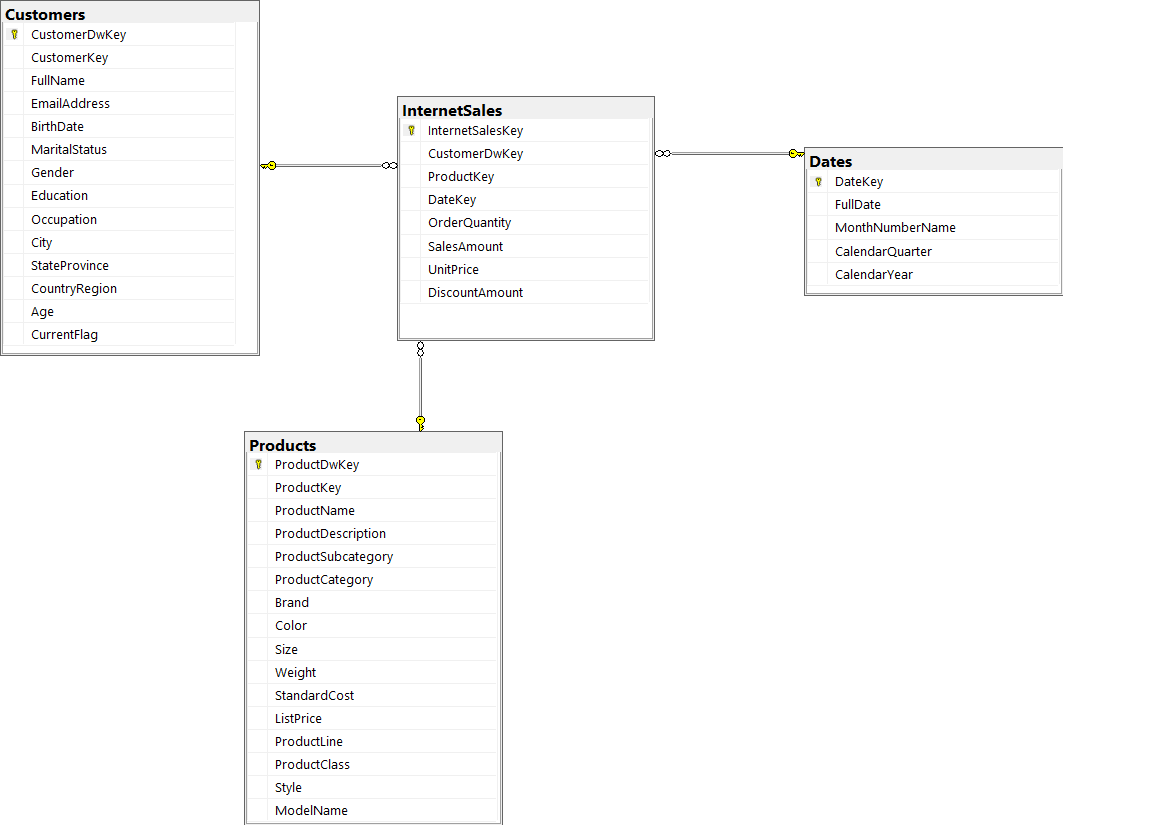 Customers
CustomerDwKey
CustomerKey
FullName
EmailAddress
BirthDate
MaritalStatus
Gender
Education
Occupation
City
StateProvince
CountryRegion
Age
CurrentFlag
InternetSales
InternetSalesKey
CustomerDwKey
ProductKey
DateKey
OrderQuantity
SalesAmount
UnitPrice
DiscountAmount
Dates
DateKey
FullDate
MonthNumberName
CalendarQuarter
CalendarYear
Products
ProductDwKey
ProductKey
ProductName
ProductDescription
ProductSubcategory
ProductCategory
Brand
Color
Size
Weight
StandardCost
ListPrice
ProductLine
ProductClass
Style
ModelName